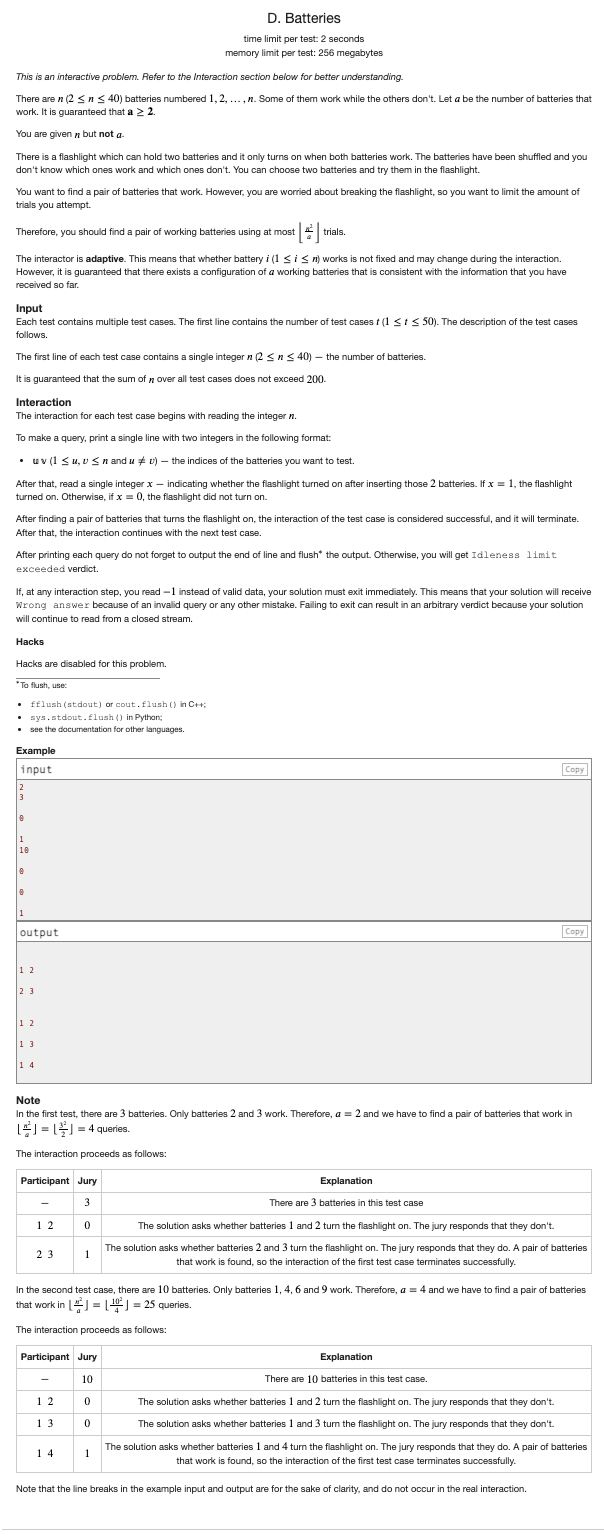 D. Batteries
time limit per test: 2 seconds
memory limit per test: 256 megabytes
This is an interactive problem. Refer to the Interaction section below for better understanding.
There are n (2 ≤ n ≤ 40) batteries numbered 1, 2, …, n. Some of them work while the others don't. Let a be the number of batteries that
work. It is guaranteed that a ≥ 2.
You are given n but not a.
There is a flashlight which can hold two batteries and it only turns on when both batteries work. The batteries have been shuffled and you
don't know which ones work and which ones don't. You can choose two batteries and try them in the flashlight.
You want to find a pair of batteries that work. However, you are worried about breaking the flashlight, so you want to limit the amount of
trials you attempt.
Therefore, you should find a pair of working batteries using at most ⌊n²/a⌋ trials.
The interactor is adaptive. This means that whether battery i (1 ≤ i ≤ n) works is not fixed and may change during the interaction.
However, it is guaranteed that there exists a configuration of a working batteries that is consistent with the information that you have
received so far.
Input
Each test contains multiple test cases. The first line contains the number of test cases t (1 ≤ t ≤ 50). The description of the test cases
follows.
The first line of each test case contains a single integer n (2 ≤ n ≤ 40) — the number of batteries.
It is guaranteed that the sum of n over all test cases does not exceed 200.
Interaction
The interaction for each test case begins with reading the integer n.
To make a query, print a single line with two integers in the following format:
• u v (1 ≤ u, v ≤ n and u ≠ v) — the indices of the batteries you want to test.
After that, read a single integer x — indicating whether the flashlight turned on after inserting those 2 batteries. If x = 1, the flashlight
turned on. Otherwise, if x = 0, the flashlight did not turn on.
After finding a pair of batteries that turns the flashlight on, the interaction of the test case is considered successful, and it will terminate.
After that, the interaction continues with the next test case.
After printing each query do not forget to output the end of line and flush* the output. Otherwise, you will get Idleness limit
exceeded verdict.
If, at any interaction step, you read −1 instead of valid data, your solution must exit immediately. This means that your solution will receive
Wrong answer because of an invalid query or any other mistake. Failing to exit can result in an arbitrary verdict because your solution
will continue to read from a closed stream.
Hacks
Hacks are disabled for this problem.
*To flush, use:
• fflush(stdout) or cout.flush() in C++;
• sys.stdout.flush() in Python;
• see the documentation for other languages.
Example
input Copy
2
3
0
1
10
0
0
1
output Copy
1 2
2 3
1 2
1 3
1 4
Note
In the first test, there are 3 batteries. Only batteries 2 and 3 work. Therefore, a = 2 and we have to find a pair of batteries that work in
⌊n²/a⌋ = ⌊3²/2⌋ = 4 queries.
The interaction proceeds as follows:
Participant Jury Explanation
— 3 There are 3 batteries in this test case
1 2 0 The solution asks whether batteries 1 and 2 turn the flashlight on. The jury responds that they don't.
2 3 1 The solution asks whether batteries 2 and 3 turn the flashlight on. The jury responds that they do. A pair of batteries
that work is found, so the interaction of the first test case terminates successfully.
In the second test case, there are 10 batteries. Only batteries 1, 4, 6 and 9 work. Therefore, a = 4 and we have to find a pair of batteries
that work in ⌊n²/a⌋ = ⌊10²/4⌋ = 25 queries.
The interaction proceeds as follows:
Participant Jury Explanation
— 10 There are 10 batteries in this test case.
1 2 0 The solution asks whether batteries 1 and 2 turn the flashlight on. The jury responds that they don't.
1 3 0 The solution asks whether batteries 1 and 3 turn the flashlight on. The jury responds that they don't.
1 4 1 The solution asks whether batteries 1 and 4 turn the flashlight on. The jury responds that they do. A pair of batteries
that work is found, so the interaction of the first test case terminates successfully.
Note that the line breaks in the example input and output are for the sake of clarity, and do not occur in the real interaction.